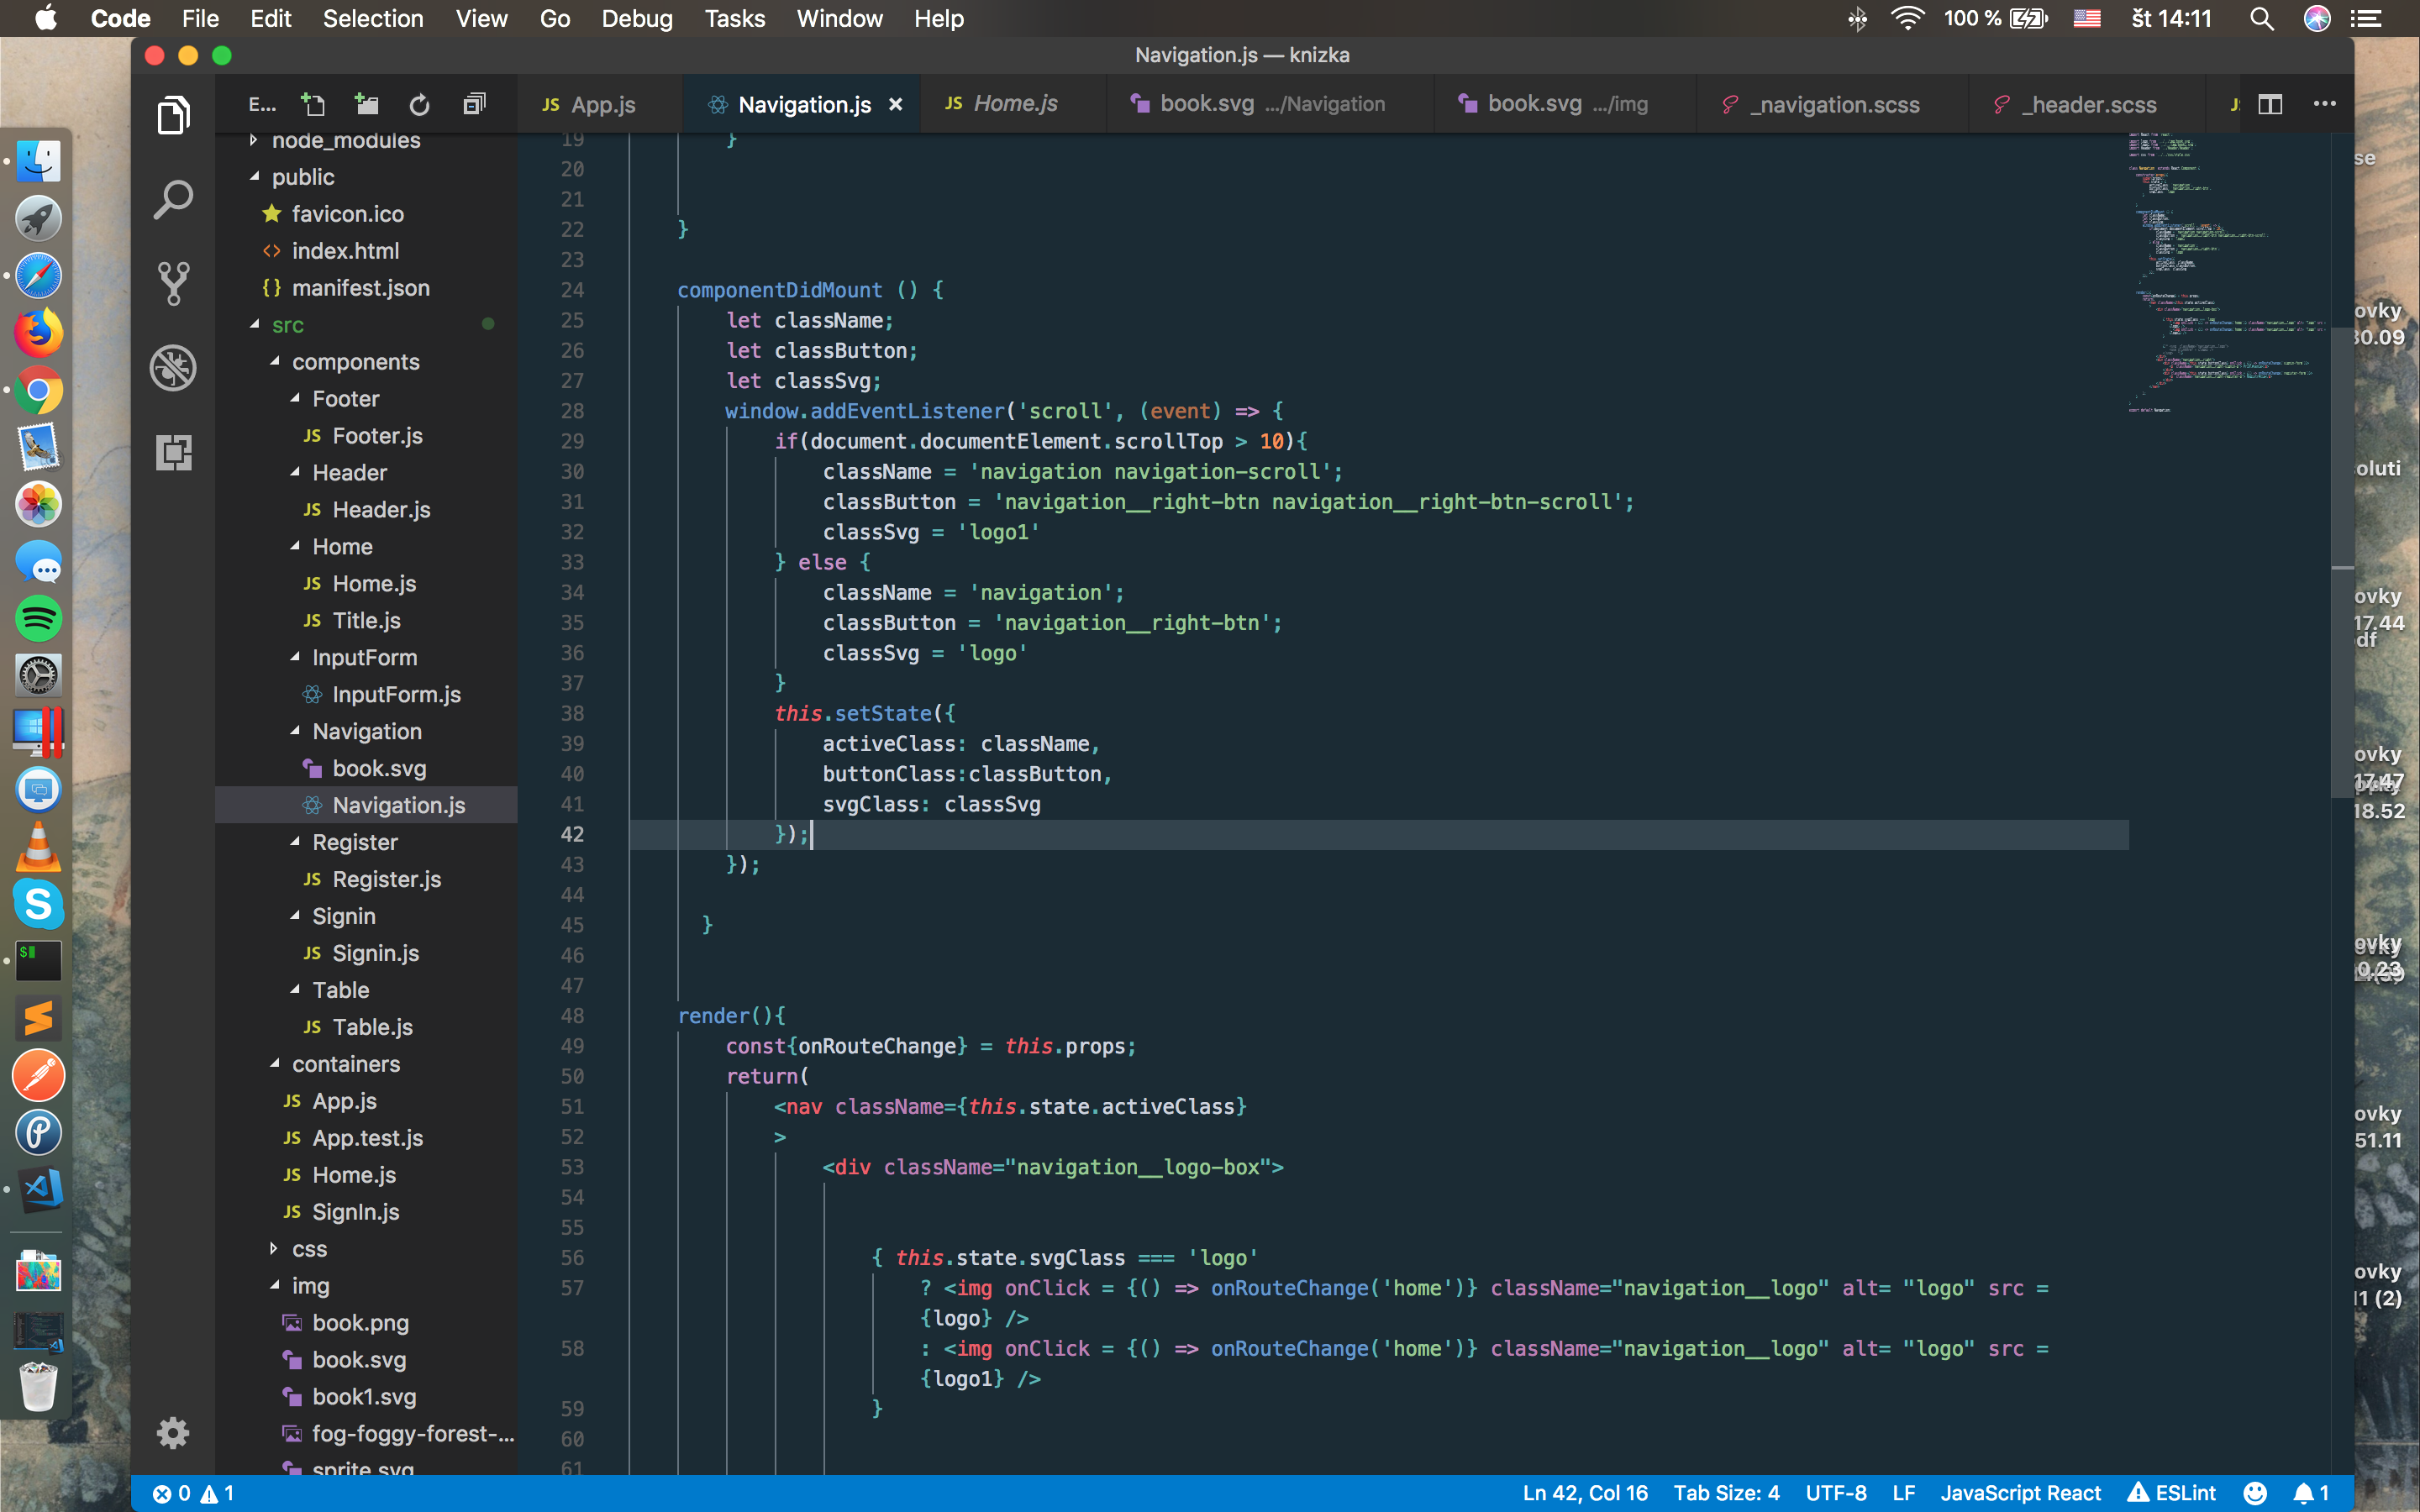 Code File Edit Selection View Go Debug Tasks Window Help 100 % št 14:11
Navigation.js — knizka
E...
App.js
Navigation.js
Home.js
book.svg .../Navigation
book.svg .../img
_navigation.scss
_header.scss
node_modules
public
favicon.ico
index.html
manifest.json
src
components
Footer
JS Footer.js
Header
JS Header.js
Home
JS Home.js
JS Title.js
InputForm
InputForm.js
Navigation
book.svg
Navigation.js
Register
JS Register.js
Signin
JS Signin.js
Table
JS Table.js
containers
JS App.js
JS App.test.js
JS Home.js
JS SignIn.js
css
img
book.png
book.svg
book1.svg
fog-foggy-forest-...
sprite.svg
19 }
20
21
22 }
23
24 componentDidMount () {
25 let className;
26 let classButton;
27 let classSvg;
28 window.addEventListener('scroll', (event) => {
29 if(document.documentElement.scrollTop > 10){
30 className = 'navigation navigation-scroll';
31 classButton = 'navigation__right-btn navigation__right-btn-scroll';
32 classSvg = 'logo1'
33 } else {
34 className = 'navigation';
35 classButton = 'navigation__right-btn';
36 classSvg = 'logo'
37 }
38 this.setState({
39 activeClass: className,
40 buttonClass:classButton,
41 svgClass: classSvg
42 });
43 });
44
45 }
46
47
48 render(){
49 const{onRouteChange} = this.props;
50 return(
51 <nav className={this.state.activeClass}
52 >
53 <div className="navigation__logo-box">
54
55
56 { this.state.svgClass === 'logo'
57 ? <img onClick = {() => onRouteChange('home')} className="navigation__logo" alt= "logo" src =
{logo} />
58 : <img onClick = {() => onRouteChange('home')} className="navigation__logo" alt= "logo" src =
{logo1} />
59 }
60
61
se
ovky
30.09
oluti
ovky
17.44
df
ovky
17.47
18.52
ovky
0.23
ovky
51.11
ovky
11 (2)
0 1
Ln 42, Col 16 Tab Size: 4 UTF-8 LF JavaScript React ESLint 1